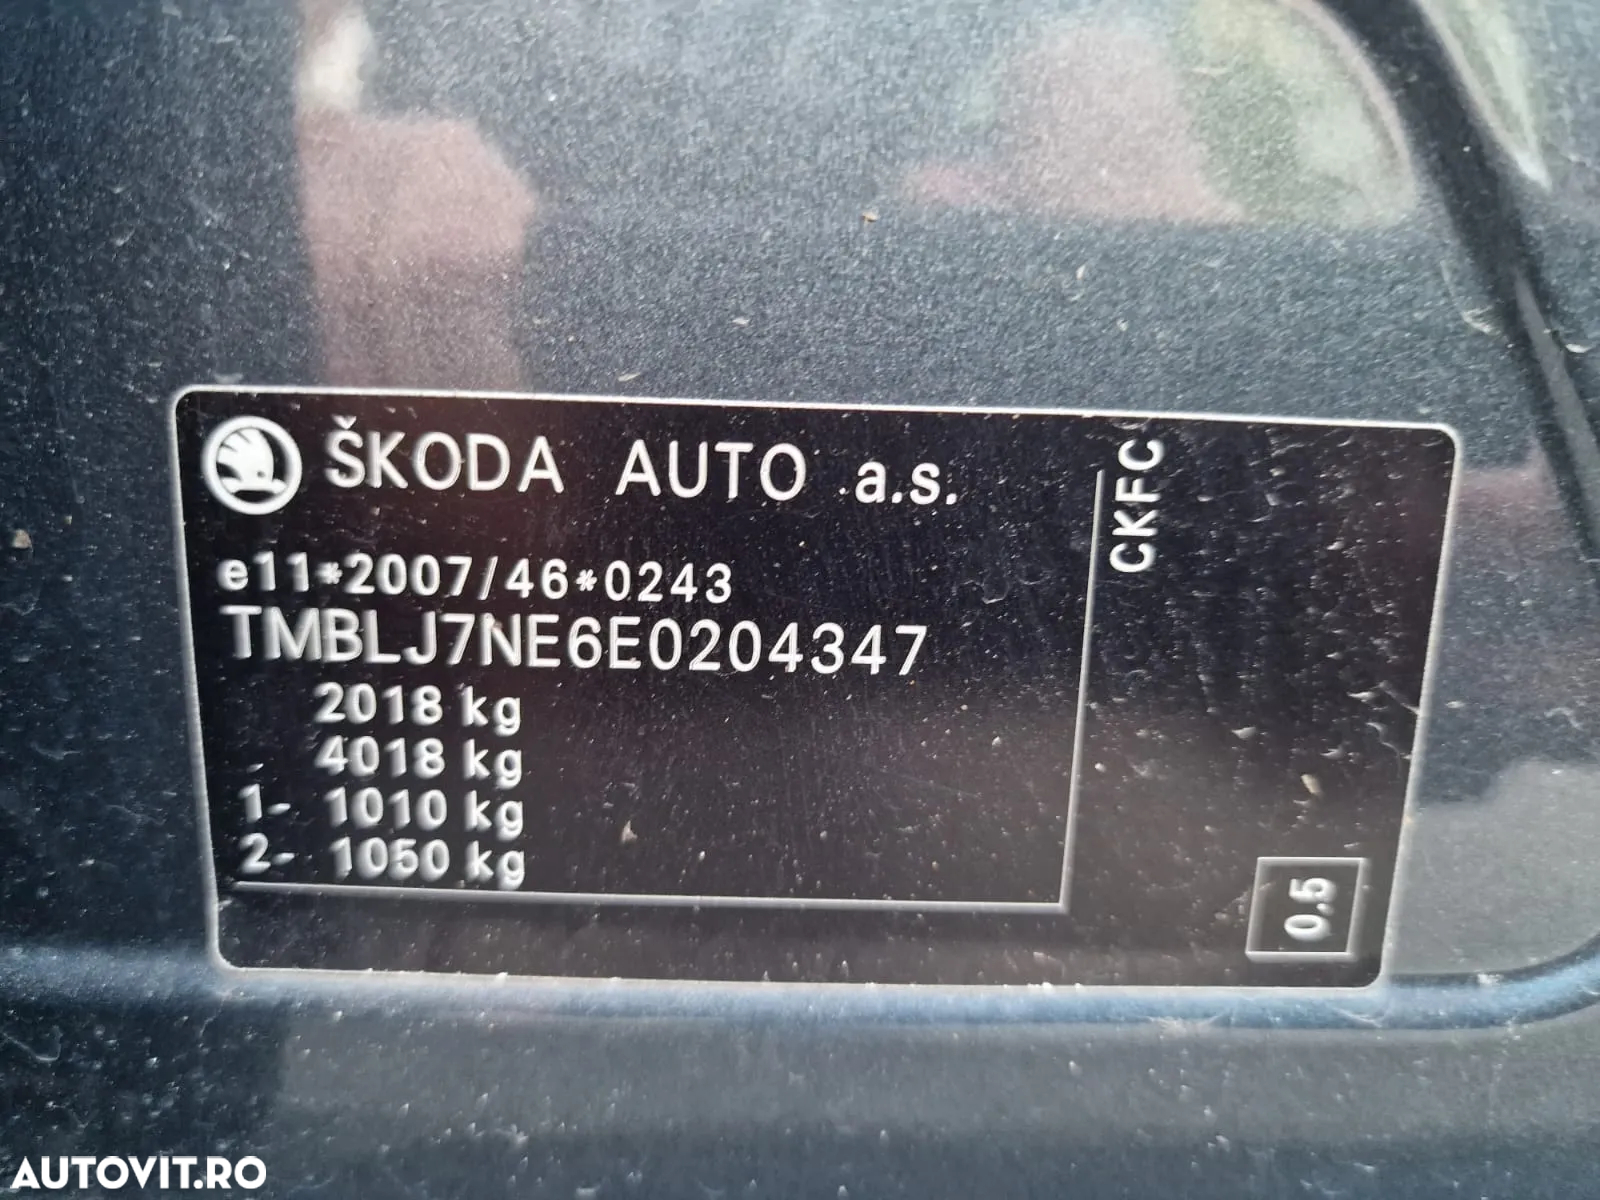 ŠKODA AUTO a.s.
e11*2007/46*0243
TMBLJ7NE6E0204347
2018 kg
4018 kg
1- 1010 kg
2- 1050 kg
CKFC
0.5
AUTOVIT.RO